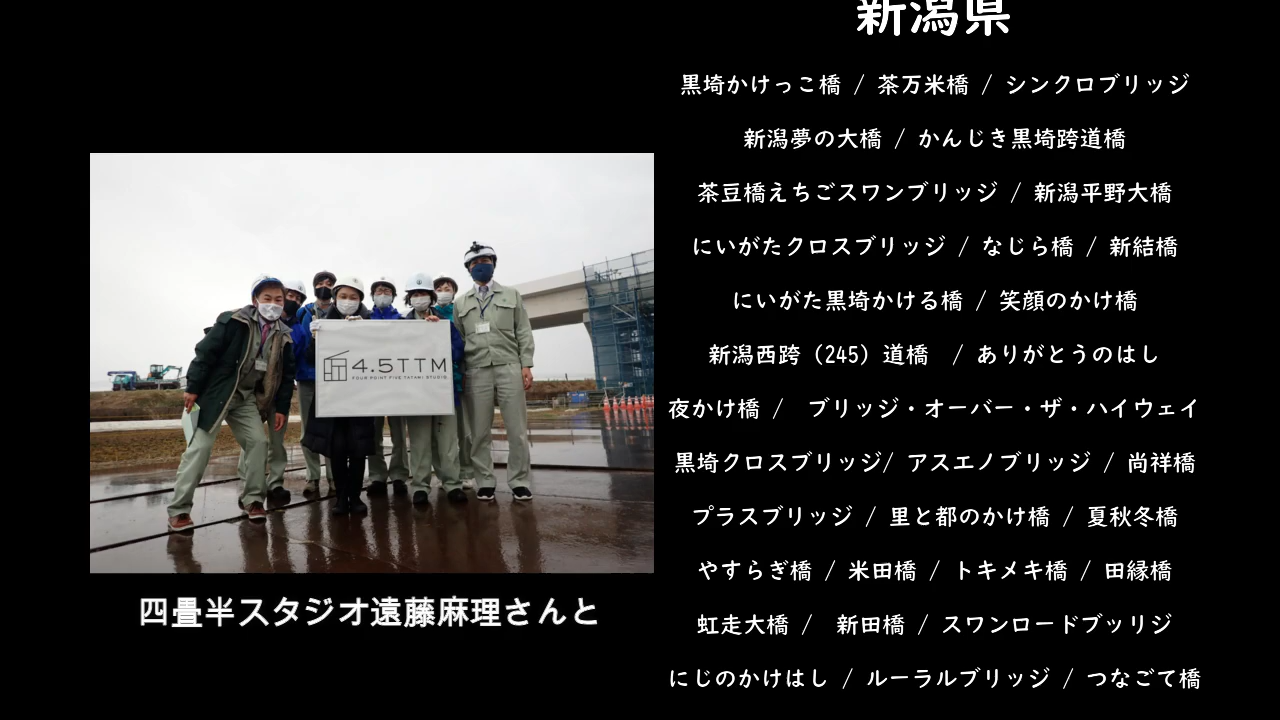 新潟県
黒埼かけっこ橋 / 茶万米橋 / シンクロブリッジ
新潟夢の大橋 / かんじき黒埼跨道橋
茶豆橋えちごスワンブリッジ / 新潟平野大橋
にいがたクロスブリッジ / なじら橋 / 新結橋
にいがた黒埼かける橋 / 笑顔のかけ橋
新潟西跨（245）道橋 / ありがとうのはし
夜かけ橋 / ブリッジ・オーバー・ザ・ハイウェイ
黒埼クロスブリッジ/ アスエノブリッジ / 尚祥橋
プラスブリッジ / 里と都のかけ橋 / 夏秋冬橋
やすらぎ橋 / 米田橋 / トキメキ橋 / 田縁橋
虹走大橋 / 新田橋 / スワンロードブッリジ
にじのかけはし / ルーラルブリッジ / つなごて橋
4.5TTM
FOUR POINT FIVE TATAMI STUDIO
四畳半スタジオ遠藤麻理さんと